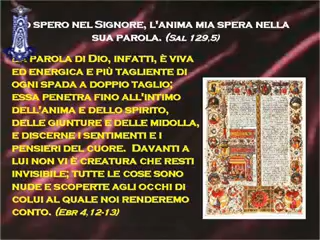 o spero nel Signore, l'anima mia spera nella
sua parola. (Sal 129,5)
La parola di Dio, infatti, è viva
ed energica e più tagliente di
ogni spada a doppio taglio;
essa penetra fino all'intimo
dell'anima e dello spirito,
delle giunture e delle midolla,
e discerne i sentimenti e i
pensieri del cuore. Davanti a
lui non vi è creatura che resti
invisibile; tutte le cose sono
nude e scoperte agli occhi di
colui al quale noi renderemo
conto. (Ebr 4,12-13)